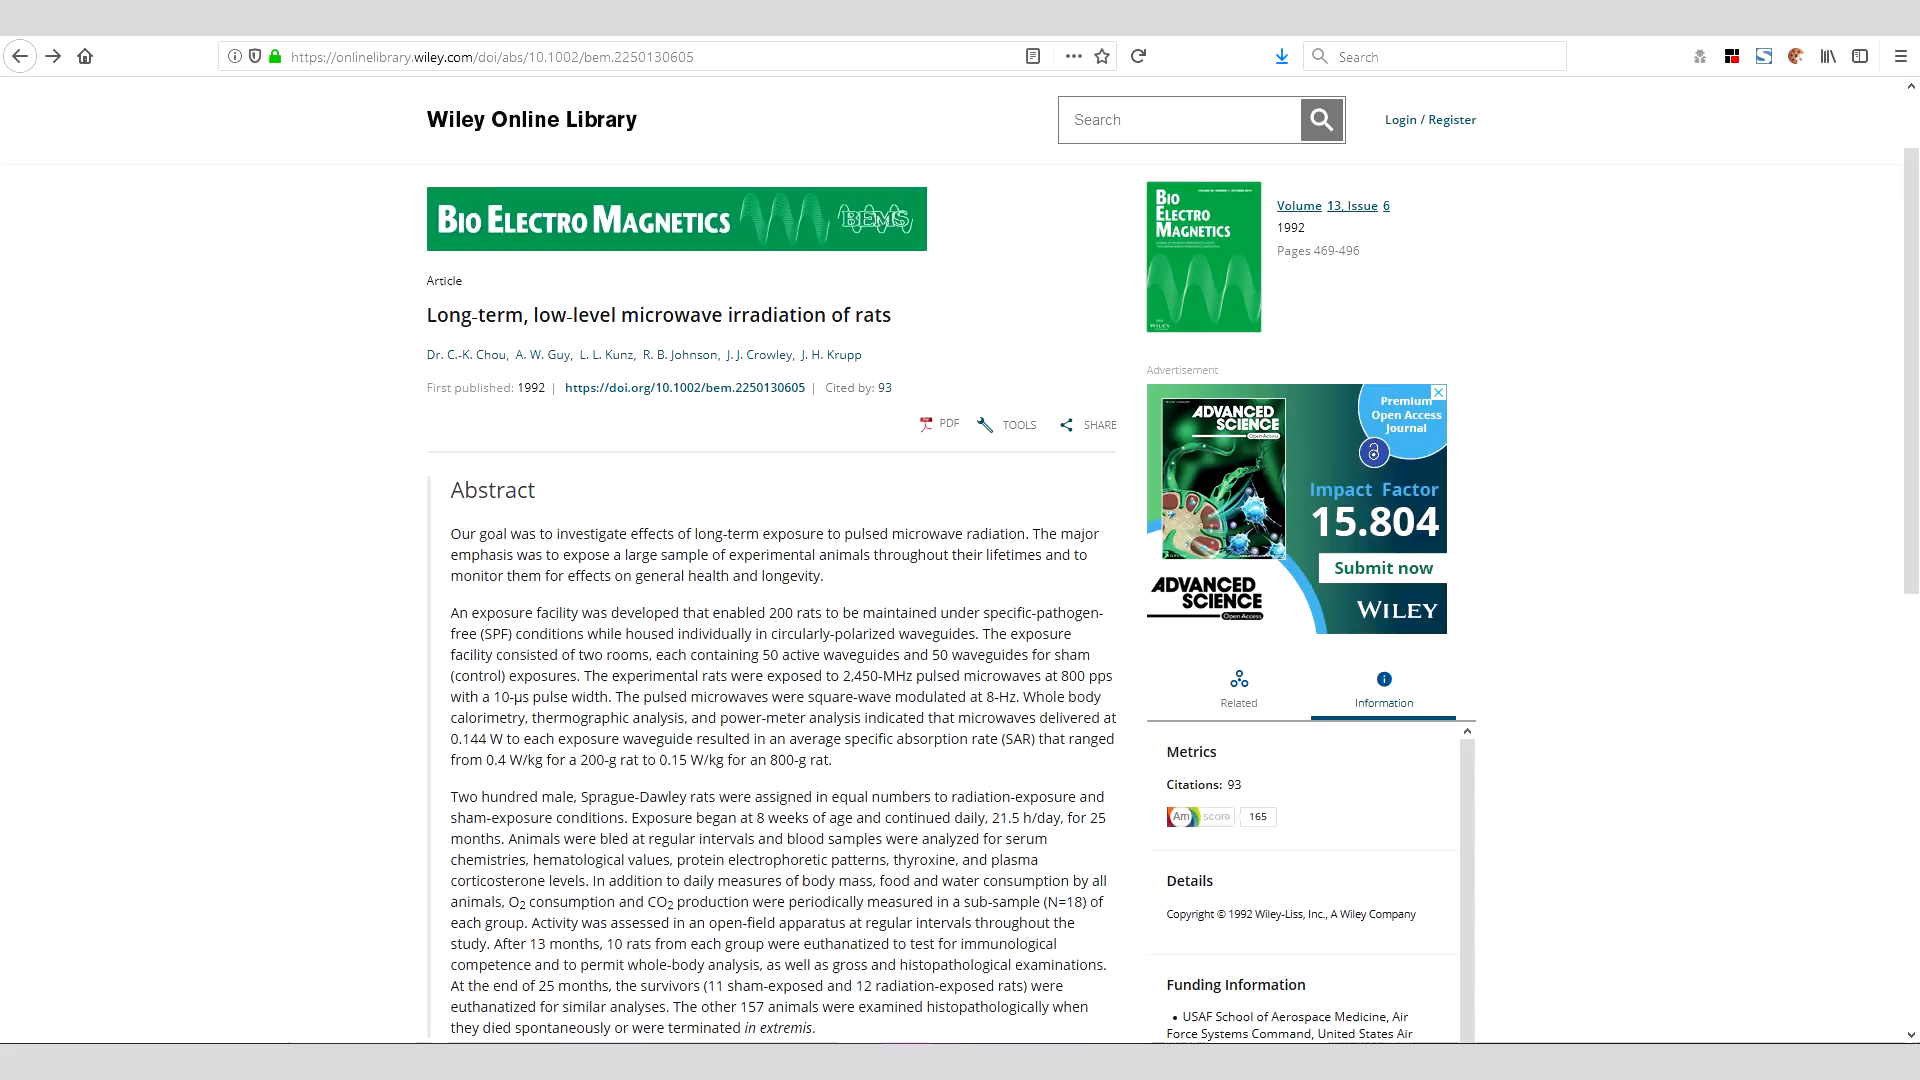 https://onlinelibrary.wiley.com/doi/abs/10.1002/bem.2250130605
Search
Wiley Online Library
Search
Login / Register
BIO ELECTRO MAGNETICS BEMS
Article
Long-term, low-level microwave irradiation of rats
Dr. C.-K. Chou, A. W. Guy, L. L. Kunz, R. B. Johnson, J. J. Crowley, J. H. Krupp
First published: 1992 | https://doi.org/10.1002/bem.2250130605 | Cited by: 93
PDF TOOLS SHARE
Abstract
Our goal was to investigate effects of long-term exposure to pulsed microwave radiation. The major
emphasis was to expose a large sample of experimental animals throughout their lifetimes and to
monitor them for effects on general health and longevity.
An exposure facility was developed that enabled 200 rats to be maintained under specific-pathogen-
free (SPF) conditions while housed individually in circularly-polarized waveguides. The exposure
facility consisted of two rooms, each containing 50 active waveguides and 50 waveguides for sham
(control) exposures. The experimental rats were exposed to 2,450-MHz pulsed microwaves at 800 pps
with a 10-μs pulse width. The pulsed microwaves were square-wave modulated at 8-Hz. Whole body
calorimetry, thermographic analysis, and power-meter analysis indicated that microwaves delivered at
0.144 W to each exposure waveguide resulted in an average specific absorption rate (SAR) that ranged
from 0.4 W/kg for a 200-g rat to 0.15 W/kg for an 800-g rat.
Two hundred male, Sprague-Dawley rats were assigned in equal numbers to radiation-exposure and
sham-exposure conditions. Exposure began at 8 weeks of age and continued daily, 21.5 h/day, for 25
months. Animals were bled at regular intervals and blood samples were analyzed for serum
chemistries, hematological values, protein electrophoretic patterns, thyroxine, and plasma
corticosterone levels. In addition to daily measures of body mass, food and water consumption by all
animals, O2 consumption and CO2 production were periodically measured in a sub-sample (N=18) of
each group. Activity was assessed in an open-field apparatus at regular intervals throughout the
study. After 13 months, 10 rats from each group were euthanatized to test for immunological
competence and to permit whole-body analysis, as well as gross and histopathological examinations.
At the end of 25 months, the survivors (11 sham-exposed and 12 radiation-exposed rats) were
euthanatized for similar analyses. The other 157 animals were examined histopathologically when
they died spontaneously or were terminated in extremis.
BIO
ELECTRO
MAGNETICS
WILEY
Volume 13, Issue 6
1992
Pages 469-496
Advertisement
ADVANCED
SCIENCE
Open Access
Premium
Open Access
Journal
Impact Factor
15.804
Submit now
ADVANCED
SCIENCE
Open Access
WILEY
Related
Information
Metrics
Citations: 93
Am score 165
Details
Copyright © 1992 Wiley-Liss, Inc., A Wiley Company
Funding Information
• USAF School of Aerospace Medicine, Air
Force Systems Command, United States Air